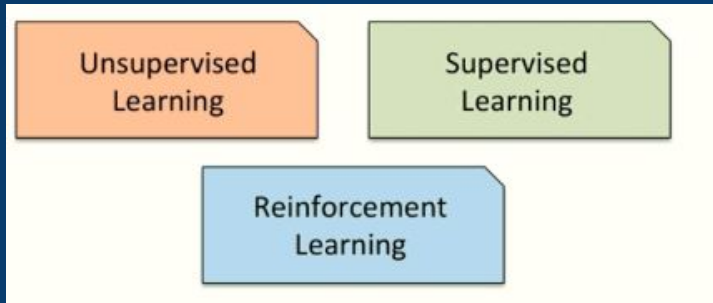 Unsupervised
Learning
Supervised
Learning
Reinforcement
Learning